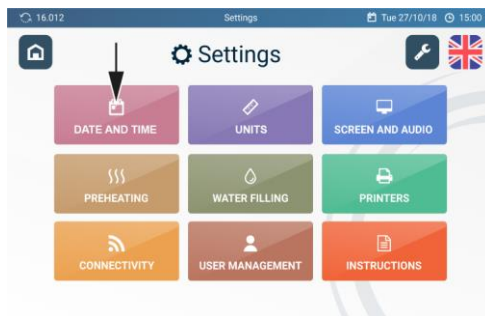 16.012 Settings Tue 27/10/18 15:00
Settings
DATE AND TIME UNITS SCREEN AND AUDIO
PREHEATING WATER FILLING PRINTERS
CONNECTIVITY USER MANAGEMENT INSTRUCTIONS